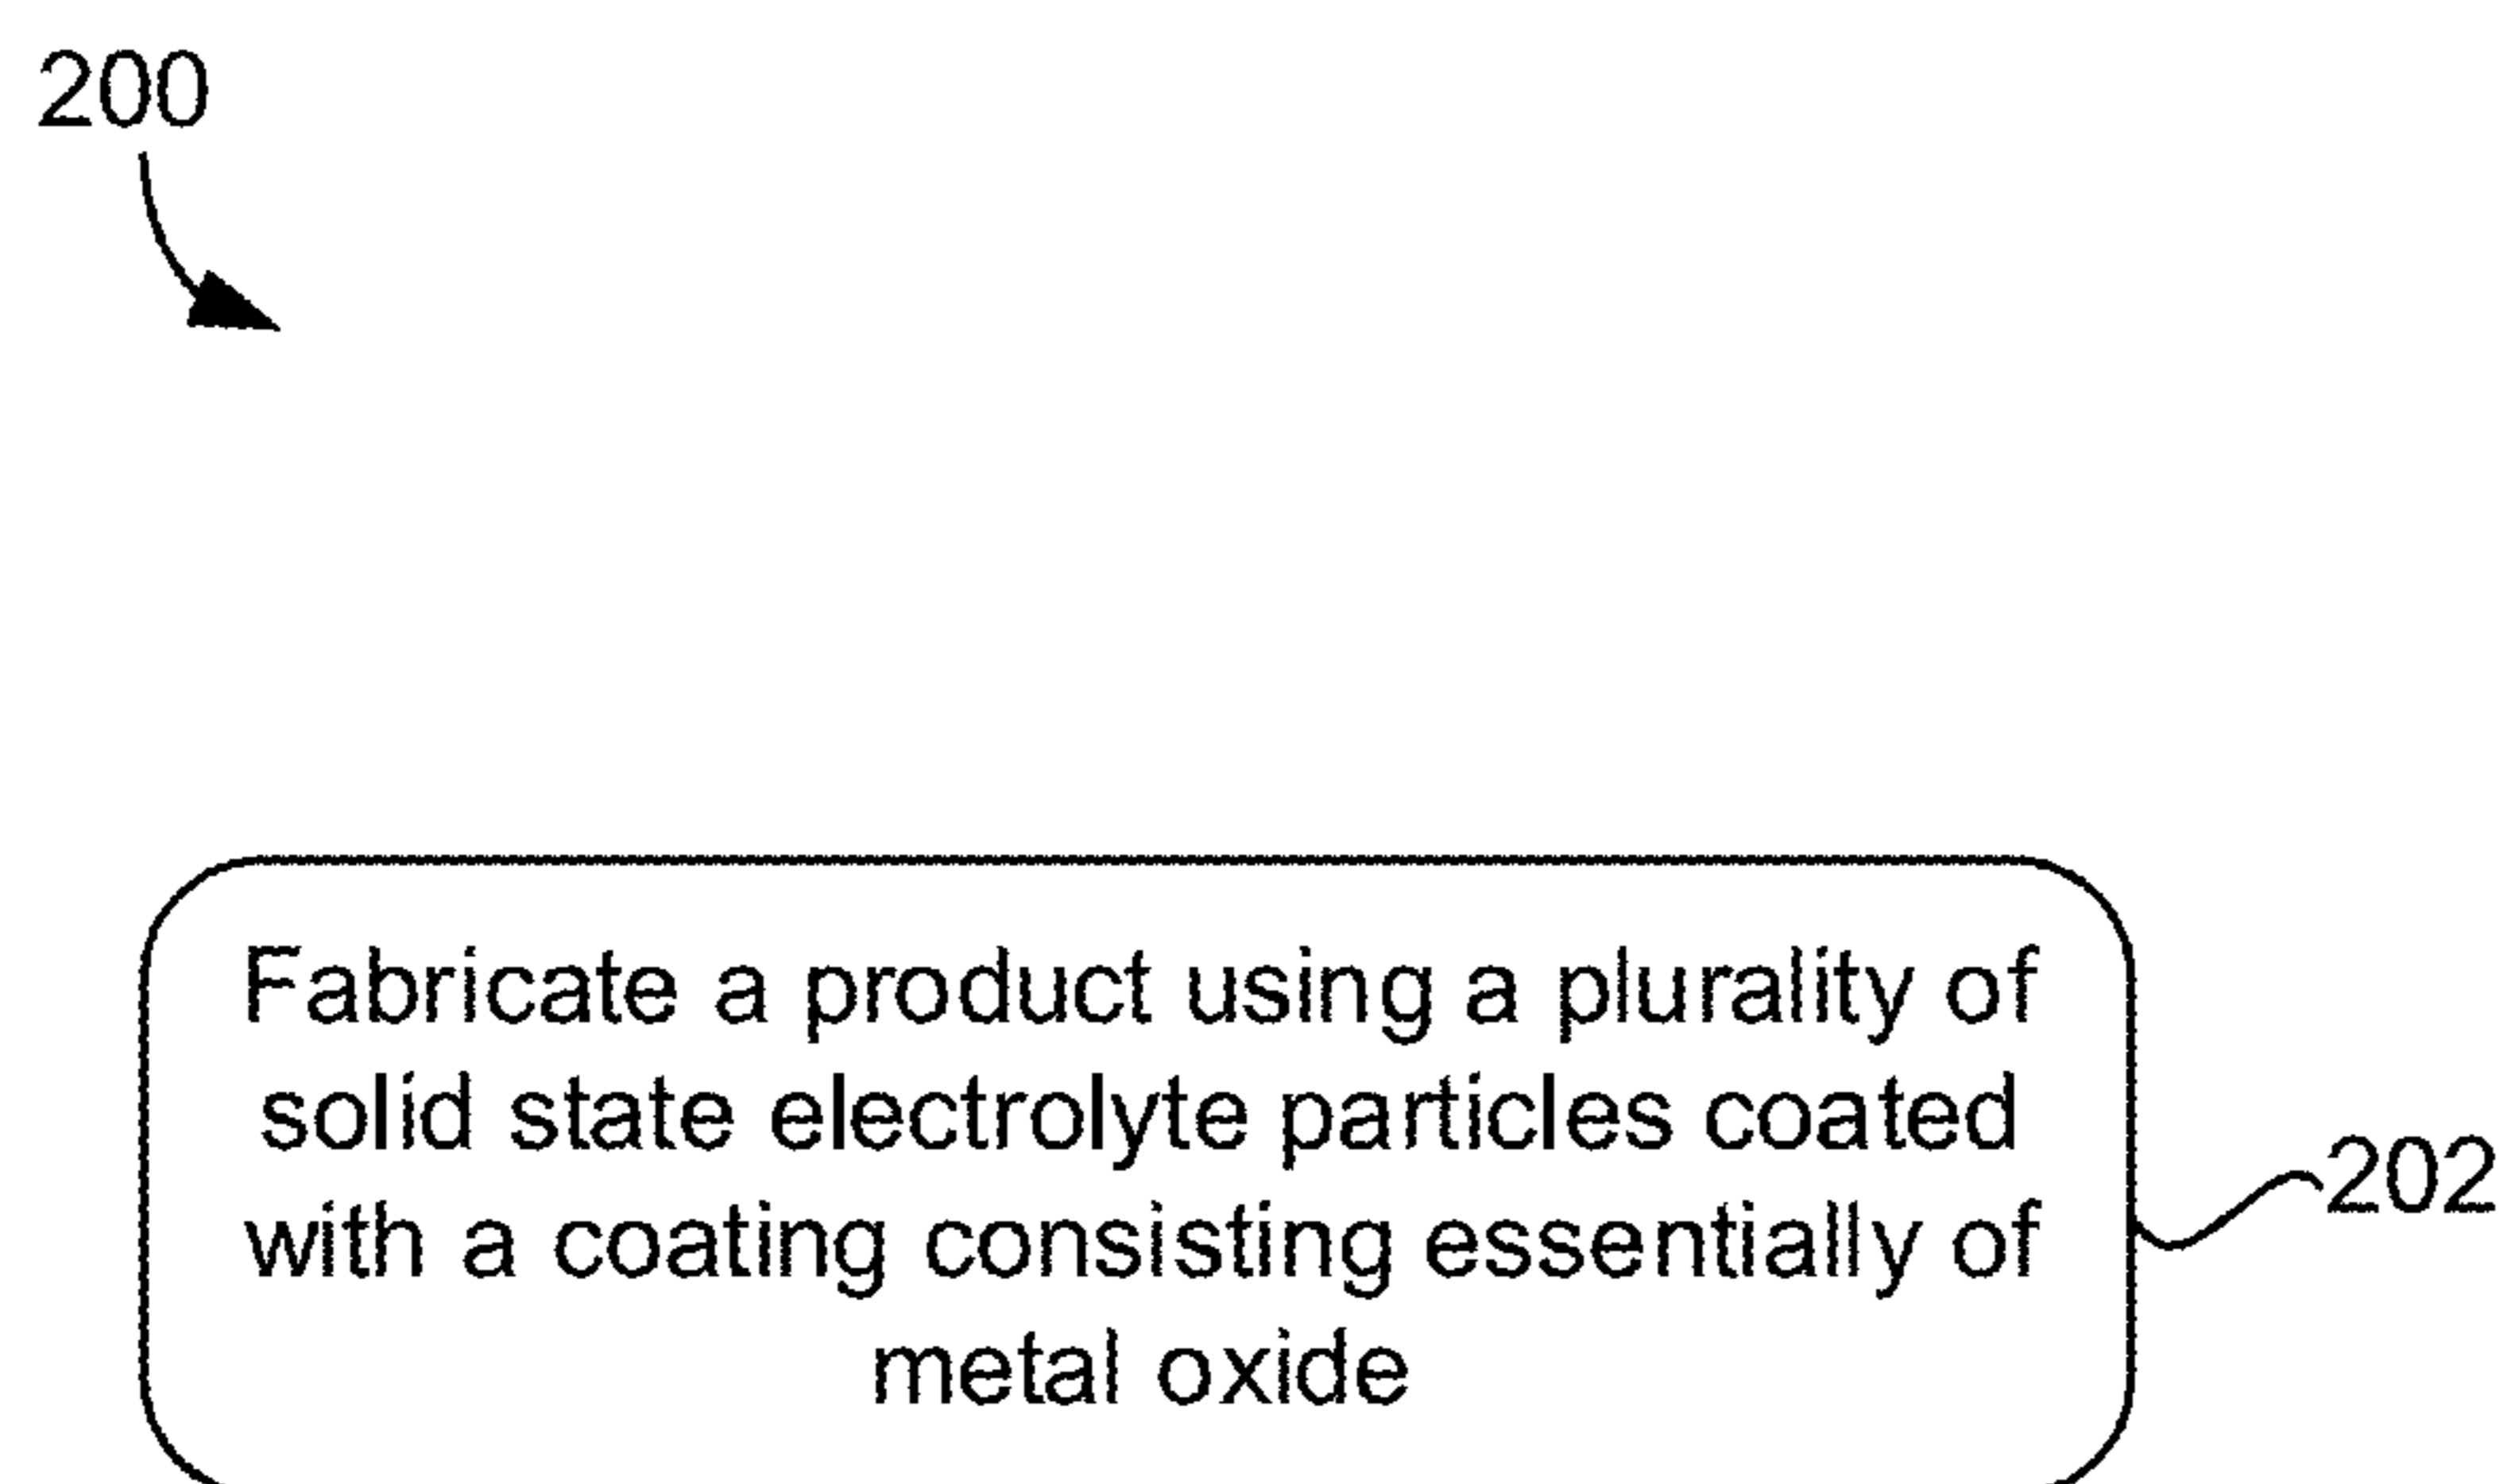 200
Fabricate a product using a plurality of
solid state electrolyte particles coated
with a coating consisting essentially of
metal oxide
202